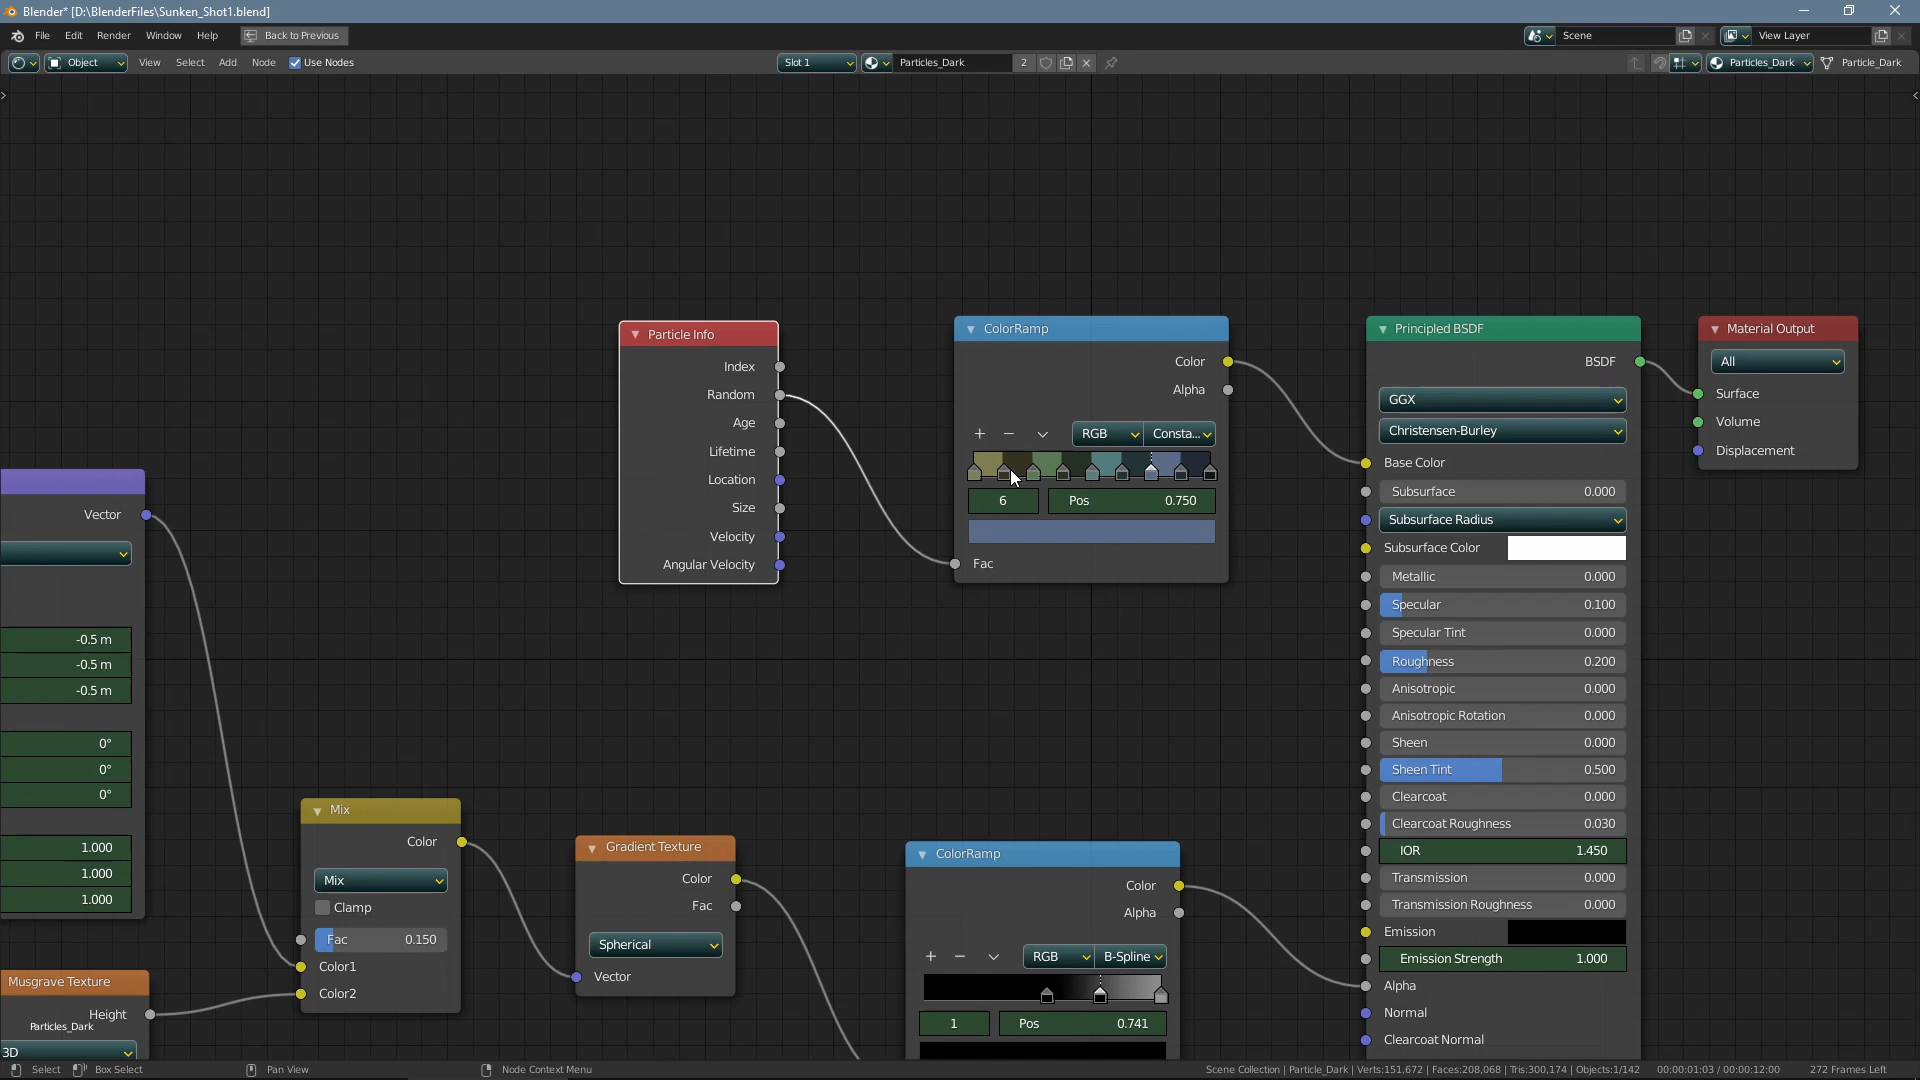 Blender* [D:\BlenderFiles\Sunken_Shot1.blend]
File Edit Render Window Help Back to Previous Scene View Layer
Object View Select Add Node Use Nodes Slot 1 Particles_Dark 2 Particles_Dark Particle_Dark
Particle Info
Index
Random
Age
Lifetime
Location
Size
Velocity
Angular Velocity
ColorRamp
Color
Alpha
RGB Consta...
6 Pos 0.750
Fac
Principled BSDF
BSDF
GGX
Christensen-Burley
Base Color
Subsurface 0.000
Subsurface Radius
Subsurface Color
Metallic 0.000
Specular 0.100
Specular Tint 0.000
Roughness 0.200
Anisotropic 0.000
Anisotropic Rotation 0.000
Sheen 0.000
Sheen Tint 0.500
Clearcoat 0.000
Clearcoat Roughness 0.030
IOR 1.450
Transmission 0.000
Transmission Roughness 0.000
Emission
Emission Strength 1.000
Alpha
Normal
Clearcoat Normal
Material Output
All
Surface
Volume
Displacement
Vector
-0.5 m
-0.5 m
-0.5 m
0°
0°
0°
1.000
1.000
1.000
Musgrave Texture
Height
Particles_Dark
3D
Mix
Color
Mix
Clamp
Fac 0.150
Color1
Color2
Gradient Texture
Color
Fac
Spherical
Vector
ColorRamp
Color
Alpha
RGB B-Spline
1 Pos 0.741
Select Box Select Pan View Node Context Menu Scene Collection | Particle_Dark | Verts:151,672 | Faces:208,068 | Tris:300,174 | Objects:1/142 00:00:01:03 / 00:00:12:00 272 Frames Left